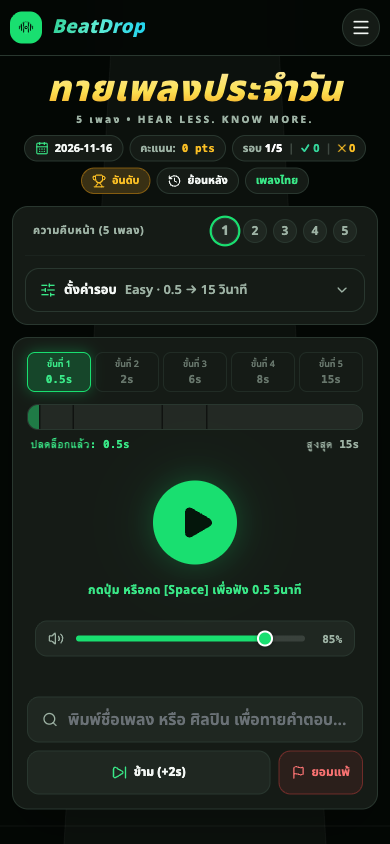 BeatDrop
ทายเพลงประจำวัน
5 เพลง • HEAR LESS. KNOW MORE.
2026-11-16 คะแนน: 0 pts รอบ 1/5 | ✓ 0 | ✕ 0
อันดับ ย้อนหลัง เพลงไทย
ความคืบหน้า (5 เพลง) 1 2 3 4 5
ตั้งค่ารอบ Easy · 0.5 → 15 วินาที
ชั้นที่ 1 ชั้นที่ 2 ชั้นที่ 3 ชั้นที่ 4 ชั้นที่ 5
0.5s 2s 6s 8s 15s
ปลดล็อกแล้ว: 0.5s สูงสุด 15s
กดปุ่ม หรือกด [Space] เพื่อฟัง 0.5 วินาที
85%
พิมพ์ชื่อเพลง หรือ ศิลปิน เพื่อทายคำตอบ...
ข้าม (+2s) ยอมแพ้